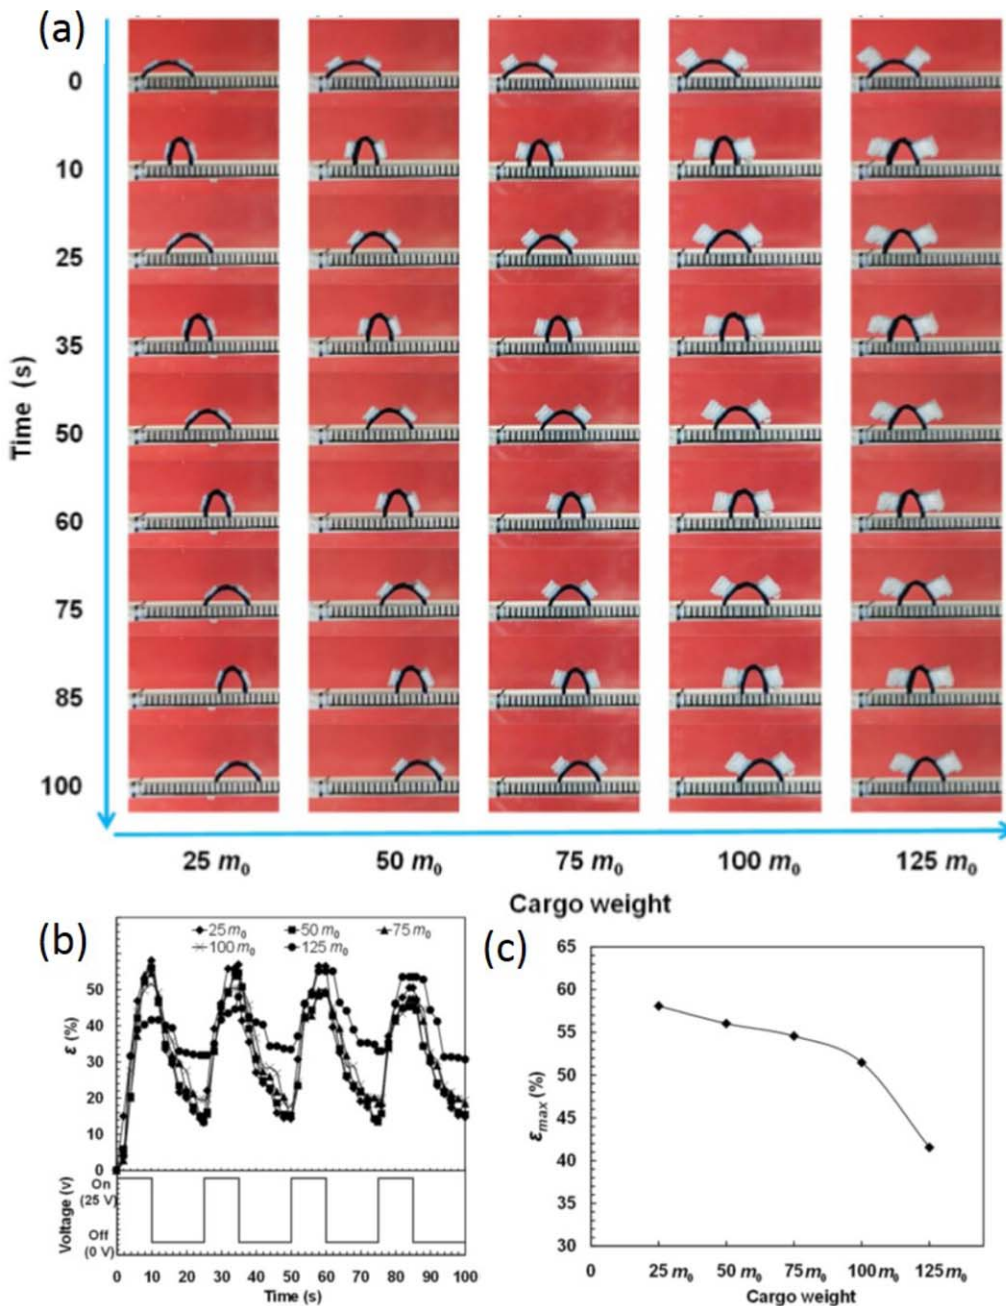 (a)
0
10
25
35
50
60
75
85
100
Time (s)
25 m₀ 50 m₀ 75 m₀ 100 m₀ 125 m₀
Cargo weight
(b)
25 m₀ 50 m₀ 75 m₀
100 m₀ 125 m₀
50
40
30
20
10
0
ε (%)
On
(25 V)
Off
(0 V)
Voltage (v)
0 10 20 30 40 50 60 70 80 90 100
Time (s)
(c)
65
60
55
50
45
40
35
30
εmax (%)
0 25 m₀ 50 m₀ 75 m₀ 100 m₀ 125 m₀
Cargo weight